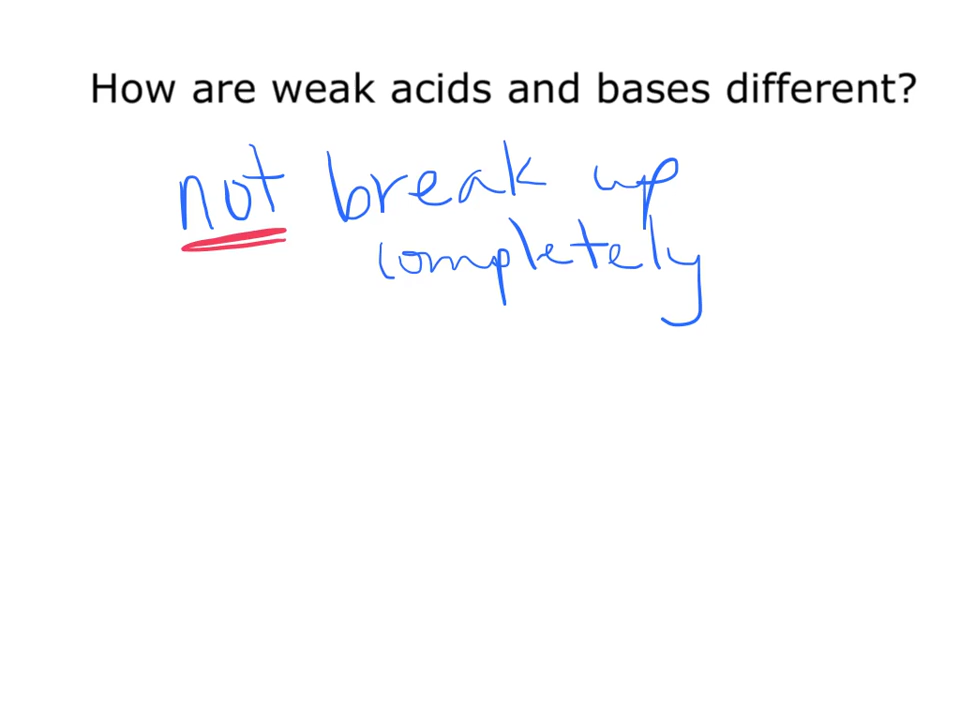 How are weak acids and bases different?
not break up
completely